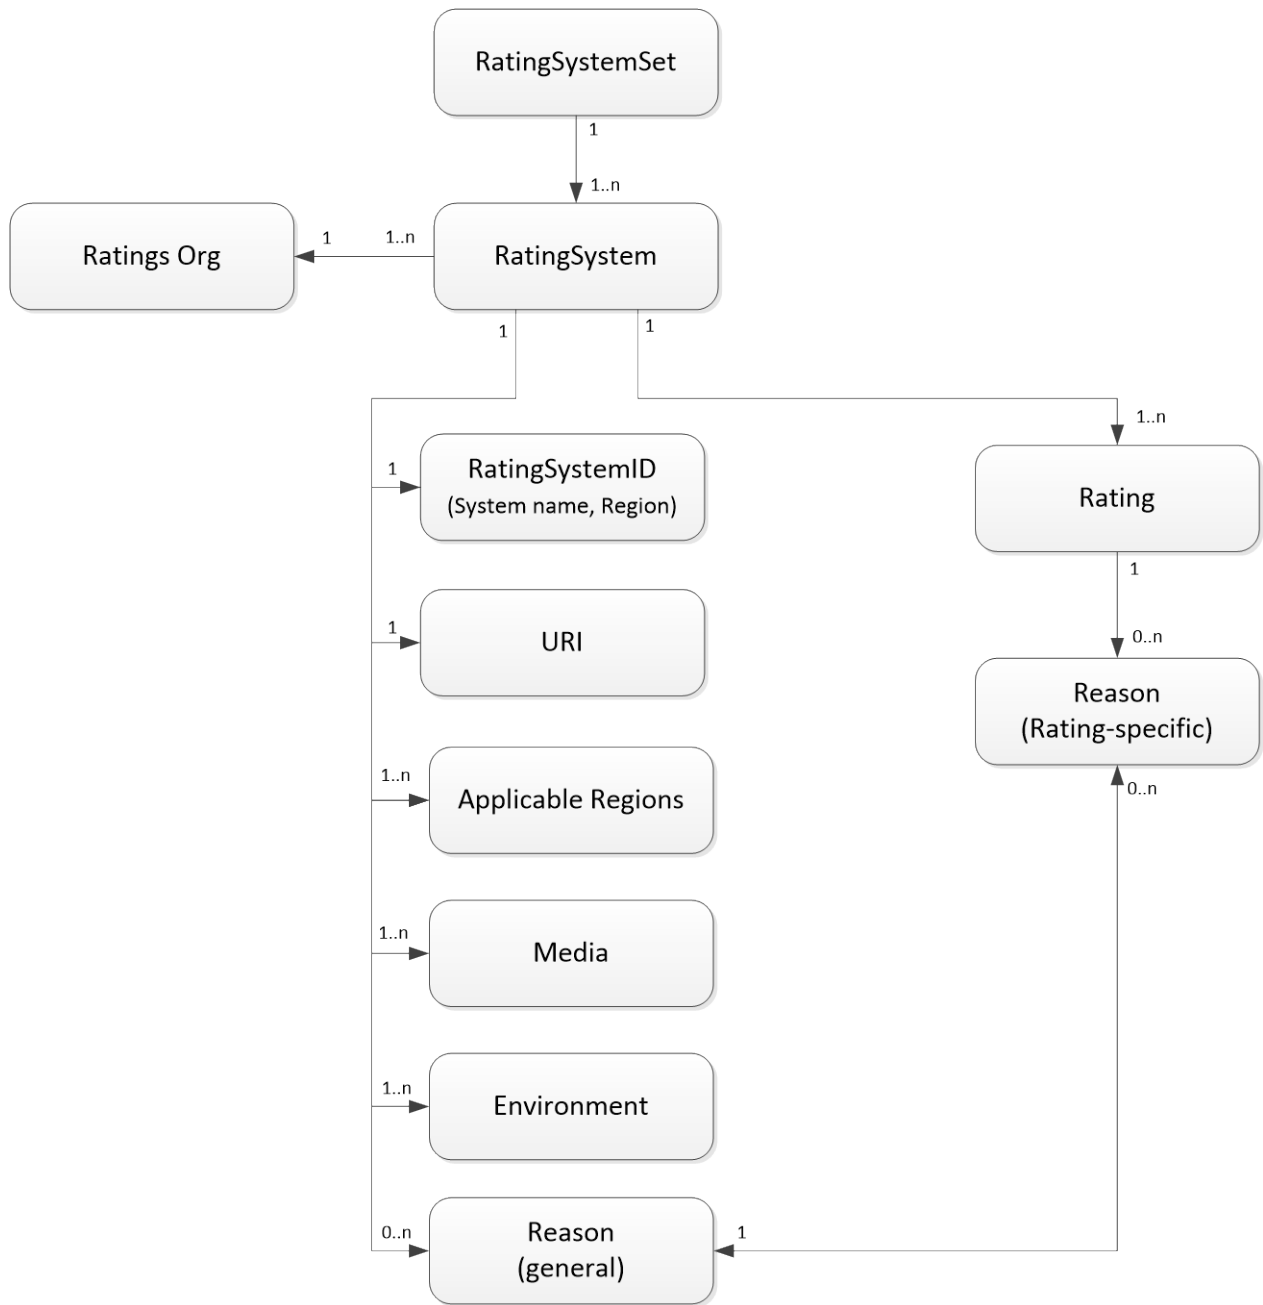 RatingSystemSet
1
1..n
Ratings Org
1
1..n
RatingSystem
1
1
1..n
1
RatingSystemID
(System name, Region)
Rating
1
1
URI
0..n
Reason
(Rating-specific)
1..n
Applicable Regions
0..n
1..n
Media
1..n
Environment
0..n
Reason
(general)
1